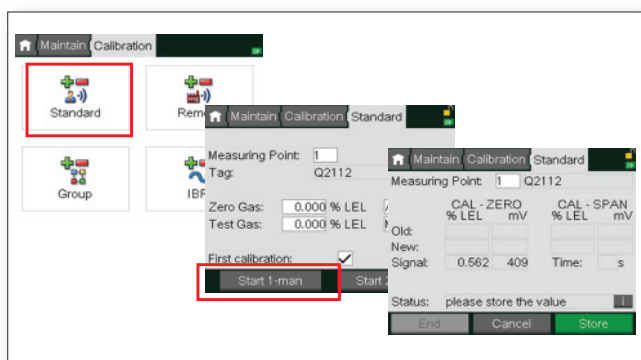 Maintain Calibration
Standard
Group
Maintain Calibration Standard
Measuring Point: 1
Tag: Q2112
Zero Gas: 0.000 % LEL
Test Gas: 0.000 % LEL
First calibration:
Start 1-man Start
Maintain Calibration Standard
Measuring Point 1 Q2112
CAL - ZERO CAL - SPAN
% LEL mV % LEL mV
Old:
New:
Signal: 0.562 409 Time: s
Status: please store the value i
End Cancel Store